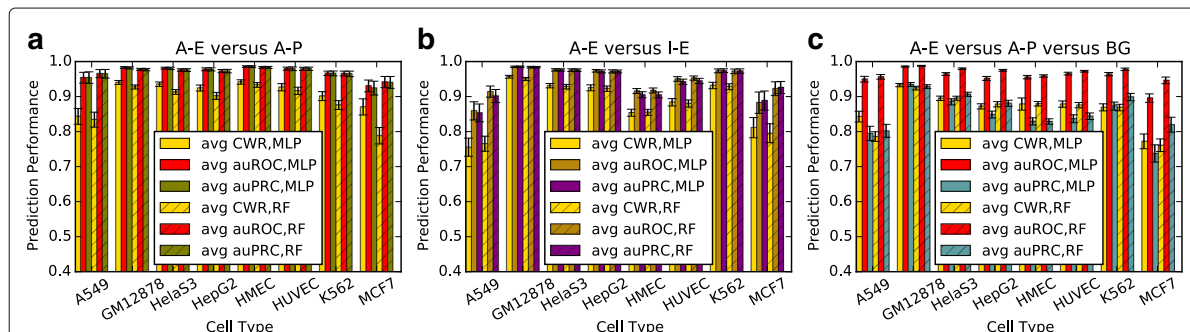 a
A-E versus A-P
Prediction Performance
1.0
0.9
0.8
0.7
0.6
0.5
0.4
avg CWR,MLP
avg auROC,MLP
avg auPRC,MLP
avg CWR,RF
avg auROC,RF
avg auPRC,RF
A549
GM12878
HelaS3
HepG2
HMEC
HUVEC
K562
MCF7
Cell Type
b
A-E versus I-E
Prediction Performance
1.0
0.9
0.8
0.7
0.6
0.5
0.4
avg CWR,MLP
avg auROC,MLP
avg auPRC,MLP
avg CWR,RF
avg auROC,RF
avg auPRC,RF
A549
GM12878
HelaS3
HepG2
HMEC
HUVEC
K562
MCF7
Cell Type
c
A-E versus A-P versus BG
Prediction Performance
1.0
0.9
0.8
0.7
0.6
0.5
0.4
avg CWR,MLP
avg auROC,MLP
avg auPRC,MLP
avg CWR,RF
avg auROC,RF
avg auPRC,RF
A549
GM12878
HelaS3
HepG2
HMEC
HUVEC
K562
MCF7
Cell Type